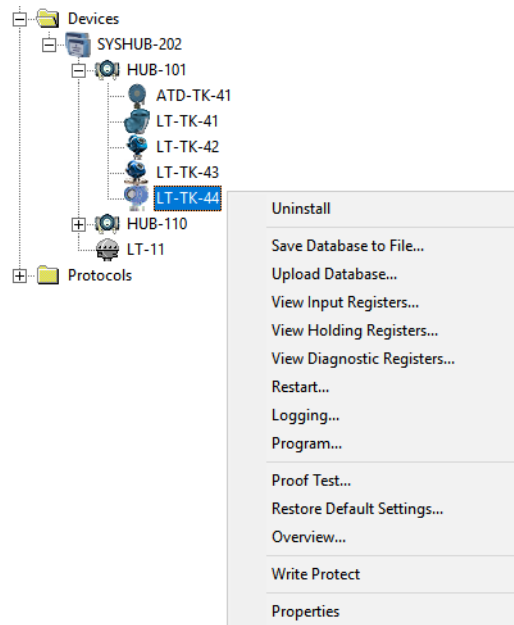 Devices
SYSHUB-202
HUB-101
ATD-TK-41
LT-TK-41
LT-TK-42
LT-TK-43
LT-TK-44
HUB-110
LT-11
Protocols
Uninstall
Save Database to File...
Upload Database...
View Input Registers...
View Holding Registers...
View Diagnostic Registers...
Restart...
Logging...
Program...
Proof Test...
Restore Default Settings...
Overview...
Write Protect
Properties